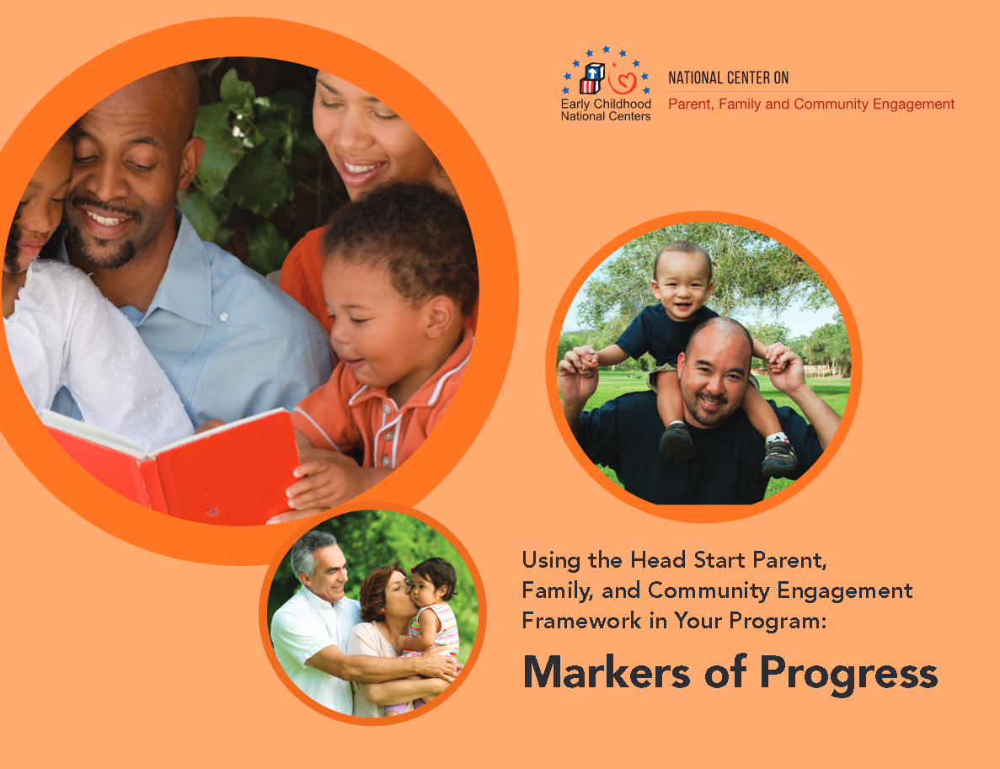 Early Childhood
National Centers
NATIONAL CENTER ON
Parent, Family and Community Engagement
Using the Head Start Parent,
Family, and Community Engagement
Framework in Your Program:
Markers of Progress